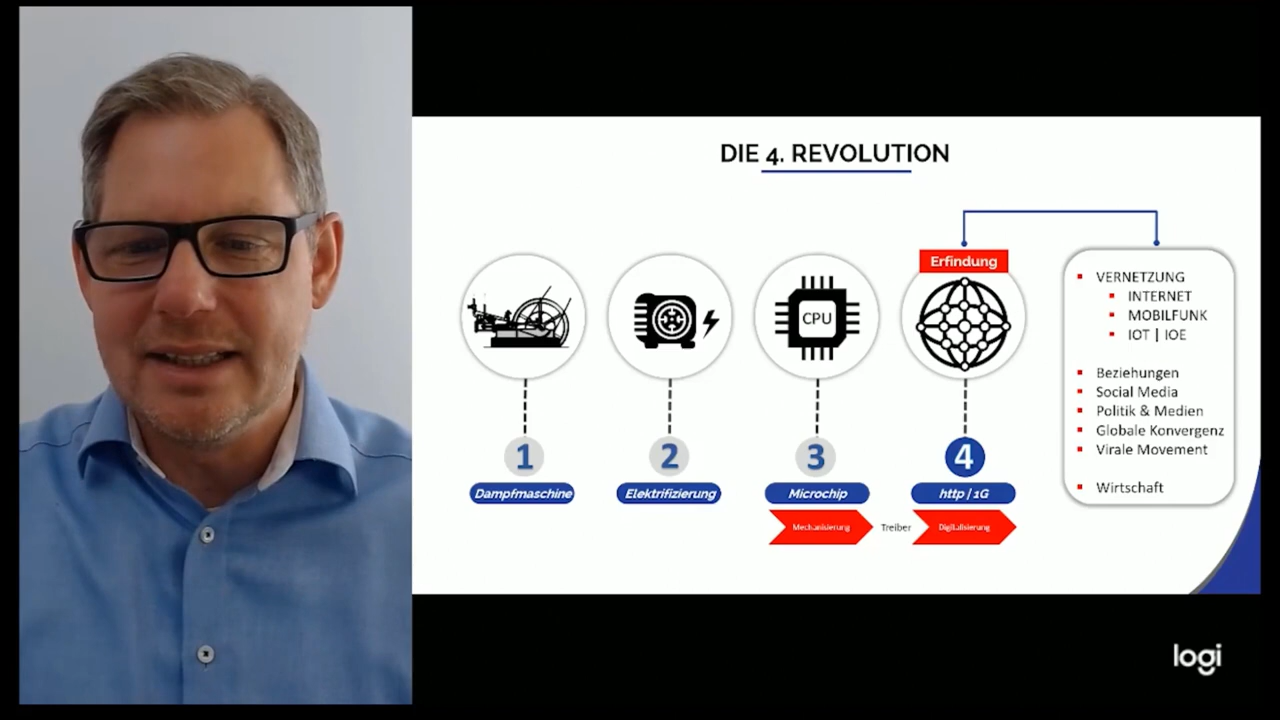 DIE 4. REVOLUTION
Erfindung
CPU
1
2
3
4
Dampfmaschine
Elektrifizierung
Microchip
http | 1G
Mechanisierung
Treiber
Digitalisierung
VERNETZUNG
INTERNET
MOBILFUNK
IOT | IOE
Beziehungen
Social Media
Politik & Medien
Globale Konvergenz
Virale Movement
Wirtschaft
logi